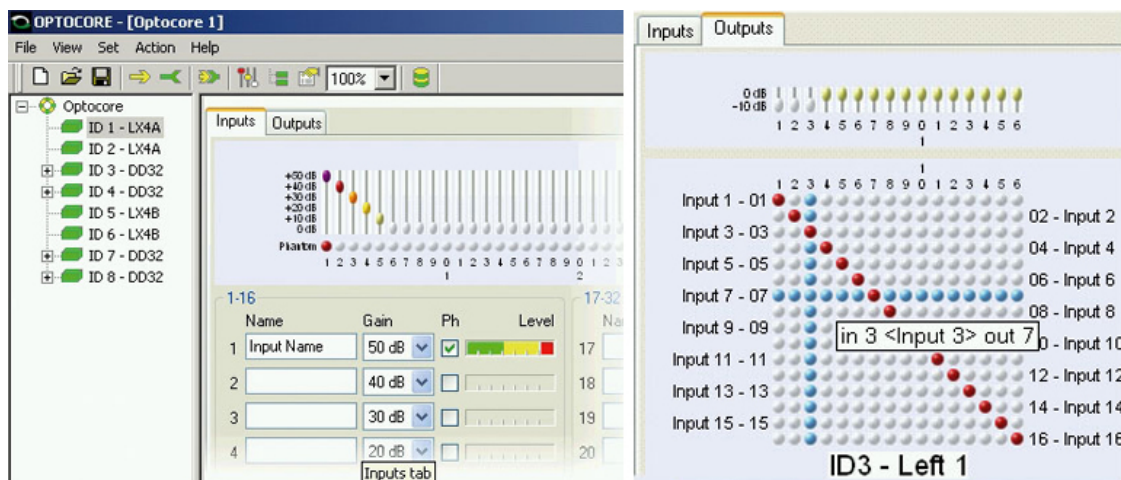 OPTOCORE - [Optocore 1]
File View Set Action Help
100%
Optocore
ID 1 - LX4A
ID 2 - LX4A
ID 3 - DD32
ID 4 - DD32
ID 5 - LX4B
ID 6 - LX4B
ID 7 - DD32
ID 8 - DD32
Inputs Outputs
+50 dB
+40 dB
+30 dB
+20 dB
+10 dB
0 dB
Phantom
1 2 3 4 5 6 7 8 9 0 1 2 3 4 5 6 7 8 9 0 1 2 3
1 2
1-16 17-32
Name Gain Ph Level
1 Input Name 50 dB 17
2 40 dB 18
3 30 dB 19
4 20 dB 20
Inputs tab
Inputs Outputs
0 dB
-10 dB
1 2 3 4 5 6 7 8 9 0 1 2 3 4 5 6
1
1
1 2 3 4 5 6 7 8 9 0 1 2 3 4 5 6
Input 1 - 01
02 - Input 2
Input 3 - 03
04 - Input 4
Input 5 - 05
06 - Input 6
Input 7 - 07
08 - Input 8
Input 9 - 09
in 3 <Input 3> out 7
0 - Input 10
Input 11 - 11
12 - Input 12
Input 13 - 13
14 - Input 14
Input 15 - 15
16 - Input 16
ID3 - Left 1